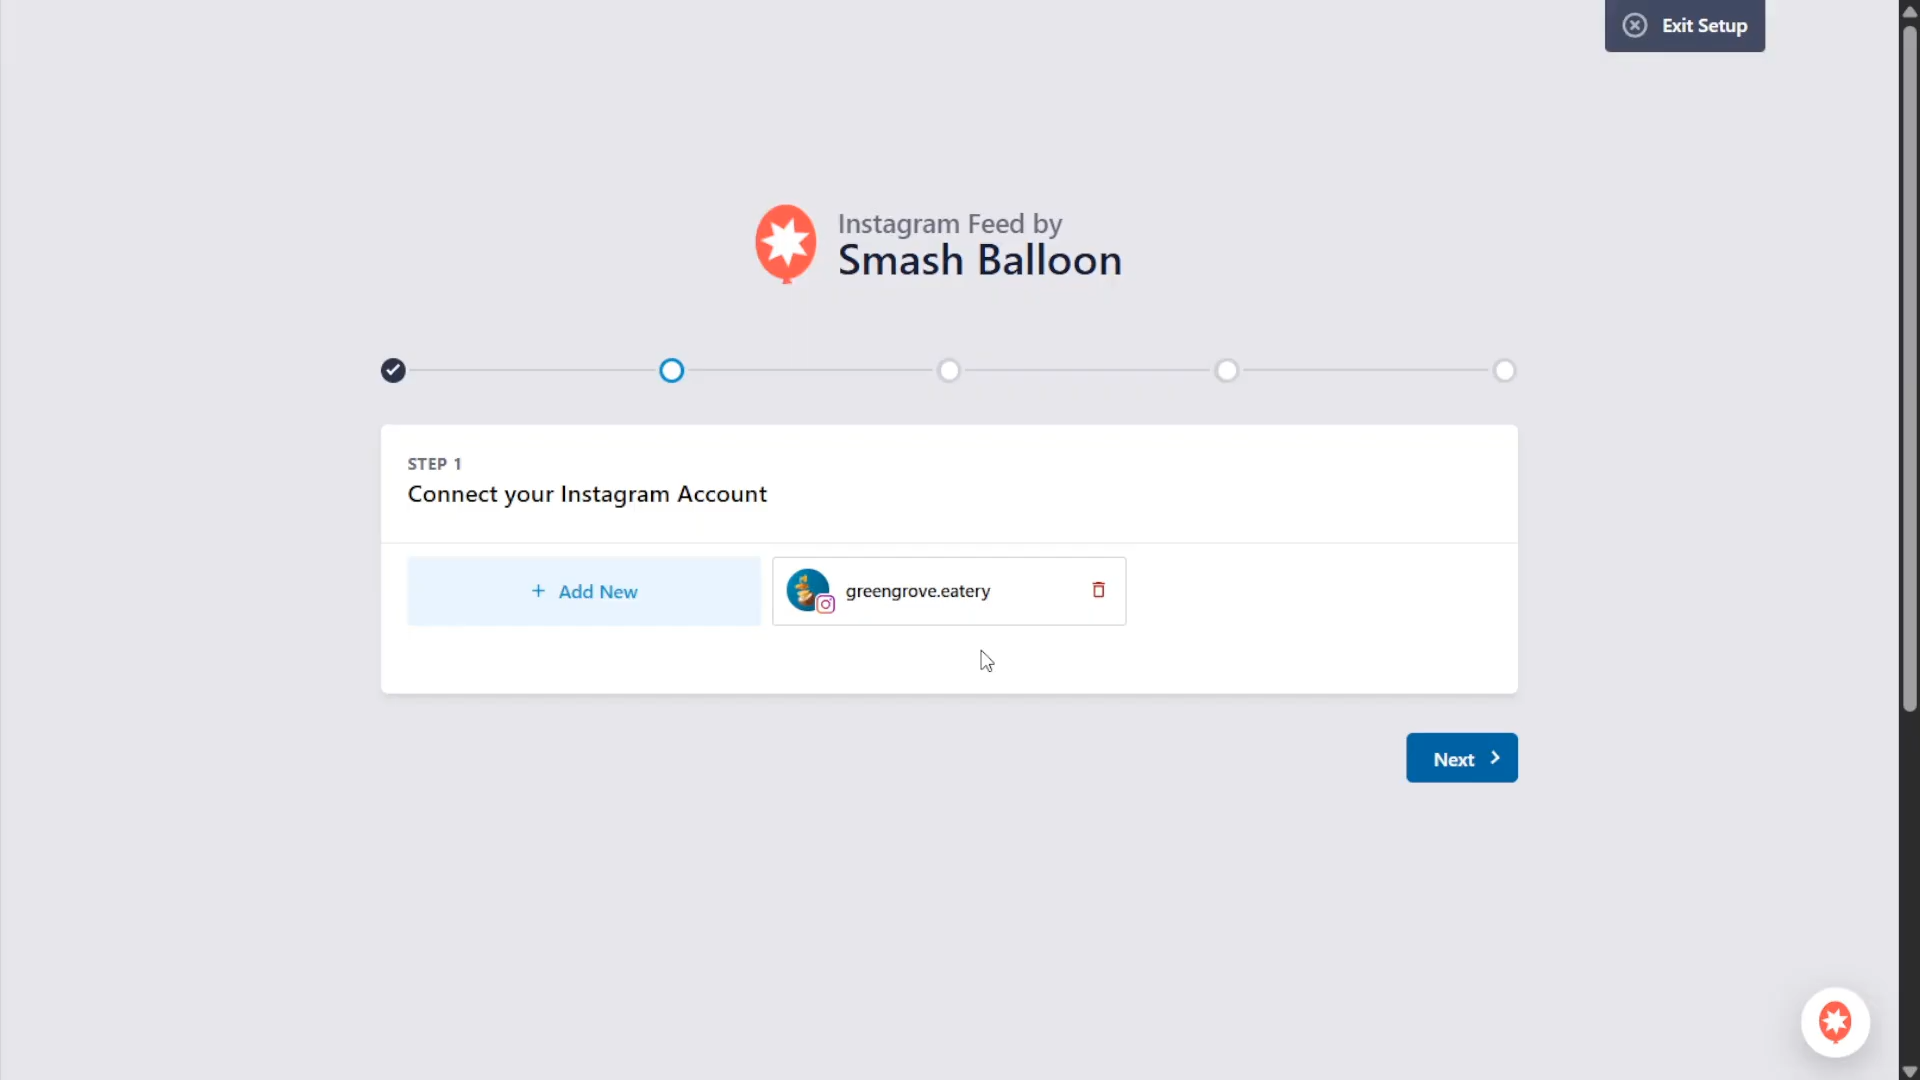 Exit Setup
Instagram Feed by
Smash Balloon
STEP 1
Connect your Instagram Account
+ Add New
greengrove.eatery
Next